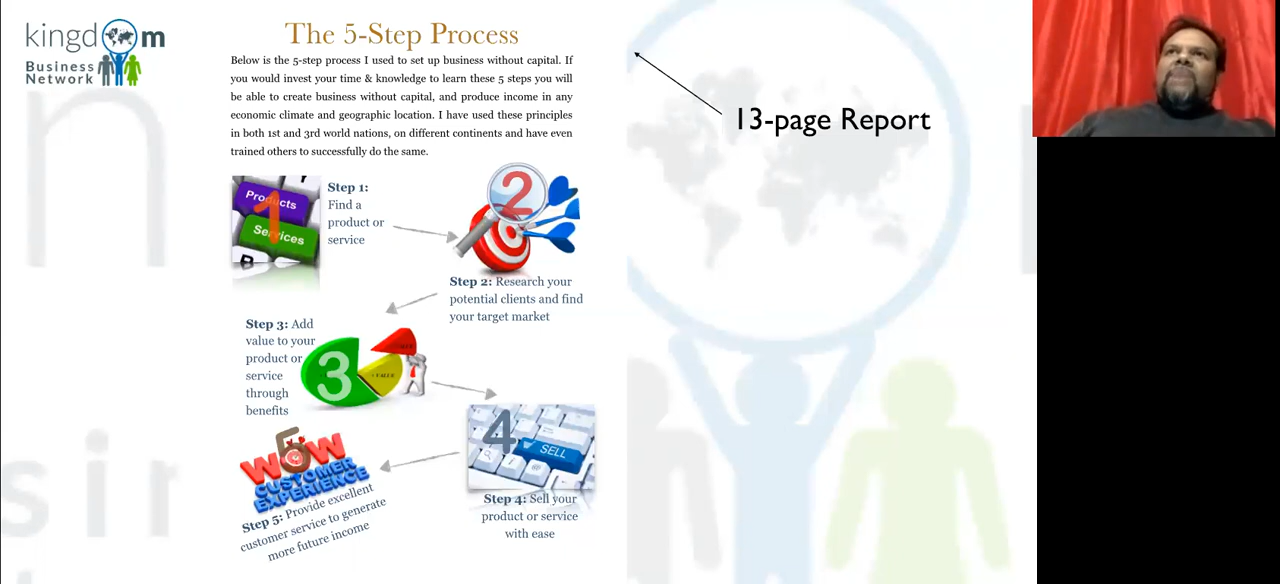 kingdom
Business
Network
The 5-Step Process
Below is the 5-step process I used to set up business without capital. If
you would invest your time & knowledge to learn these 5 steps you will
be able to create business without capital, and produce income in any
economic climate and geographic location. I have used these principles
in both 1st and 3rd world nations, on different continents and have even
trained others to successfully do the same.
13-page Report
Products
Services
1
Step 1:
Find a
product or
service
2
Step 2: Research your
potential clients and find
your target market
Step 3: Add
value to your
product or
service
through
benefits
3
VALUE
4
SELL
Step 4: Sell your
product or service
with ease
5
WOW
CUSTOMER
EXPERIENCE
Step 5: Provide excellent
customer service to generate
more future income